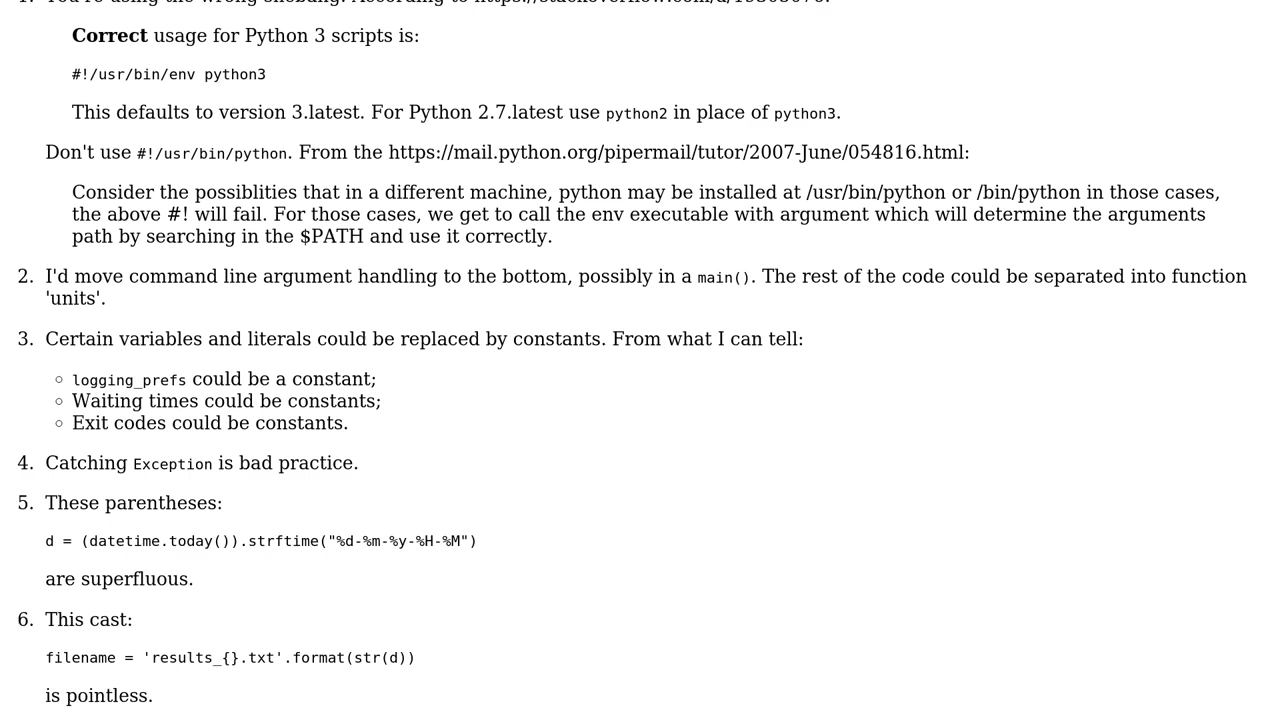 Correct usage for Python 3 scripts is:
#!/usr/bin/env python3
This defaults to version 3.latest. For Python 2.7.latest use python2 in place of python3.
Don't use #!/usr/bin/python. From the https://mail.python.org/pipermail/tutor/2007-June/054816.html:
Consider the possiblities that in a different machine, python may be installed at /usr/bin/python or /bin/python in those cases,
the above #! will fail. For those cases, we get to call the env executable with argument which will determine the arguments
path by searching in the $PATH and use it correctly.
2. I'd move command line argument handling to the bottom, possibly in a main(). The rest of the code could be separated into function
'units'.
3. Certain variables and literals could be replaced by constants. From what I can tell:
◦ logging_prefs could be a constant;
◦ Waiting times could be constants;
◦ Exit codes could be constants.
4. Catching Exception is bad practice.
5. These parentheses:
d = (datetime.today()).strftime("%d-%m-%y-%H-%M")
are superfluous.
6. This cast:
filename = 'results_{}.txt'.format(str(d))
is pointless.